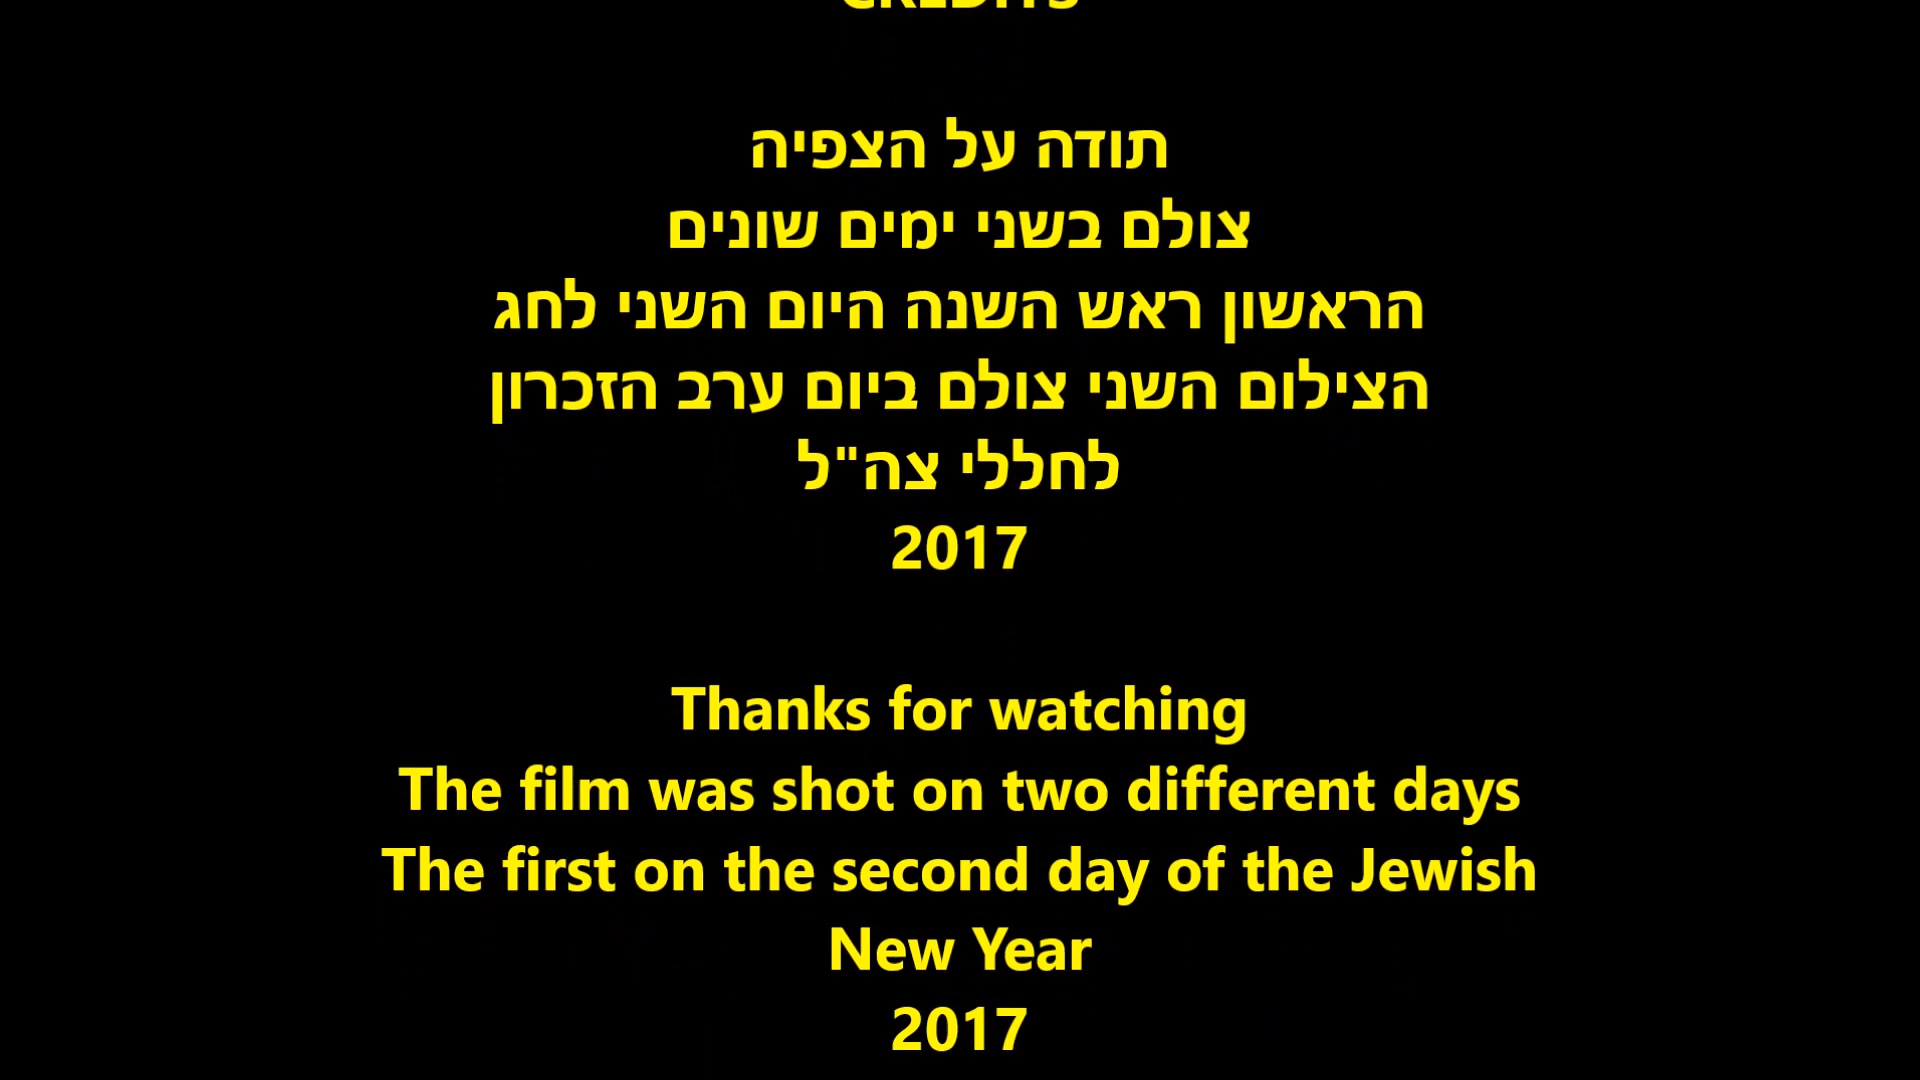 CREDITS
תודה על הצפיה
צולם בשני ימים שונים
הראשון ראש השנה היום השני לחג
הצילום השני צולם ביום ערב הזכרון
לחללי צה"ל
2017
Thanks for watching
The film was shot on two different days
The first on the second day of the Jewish
New Year
2017